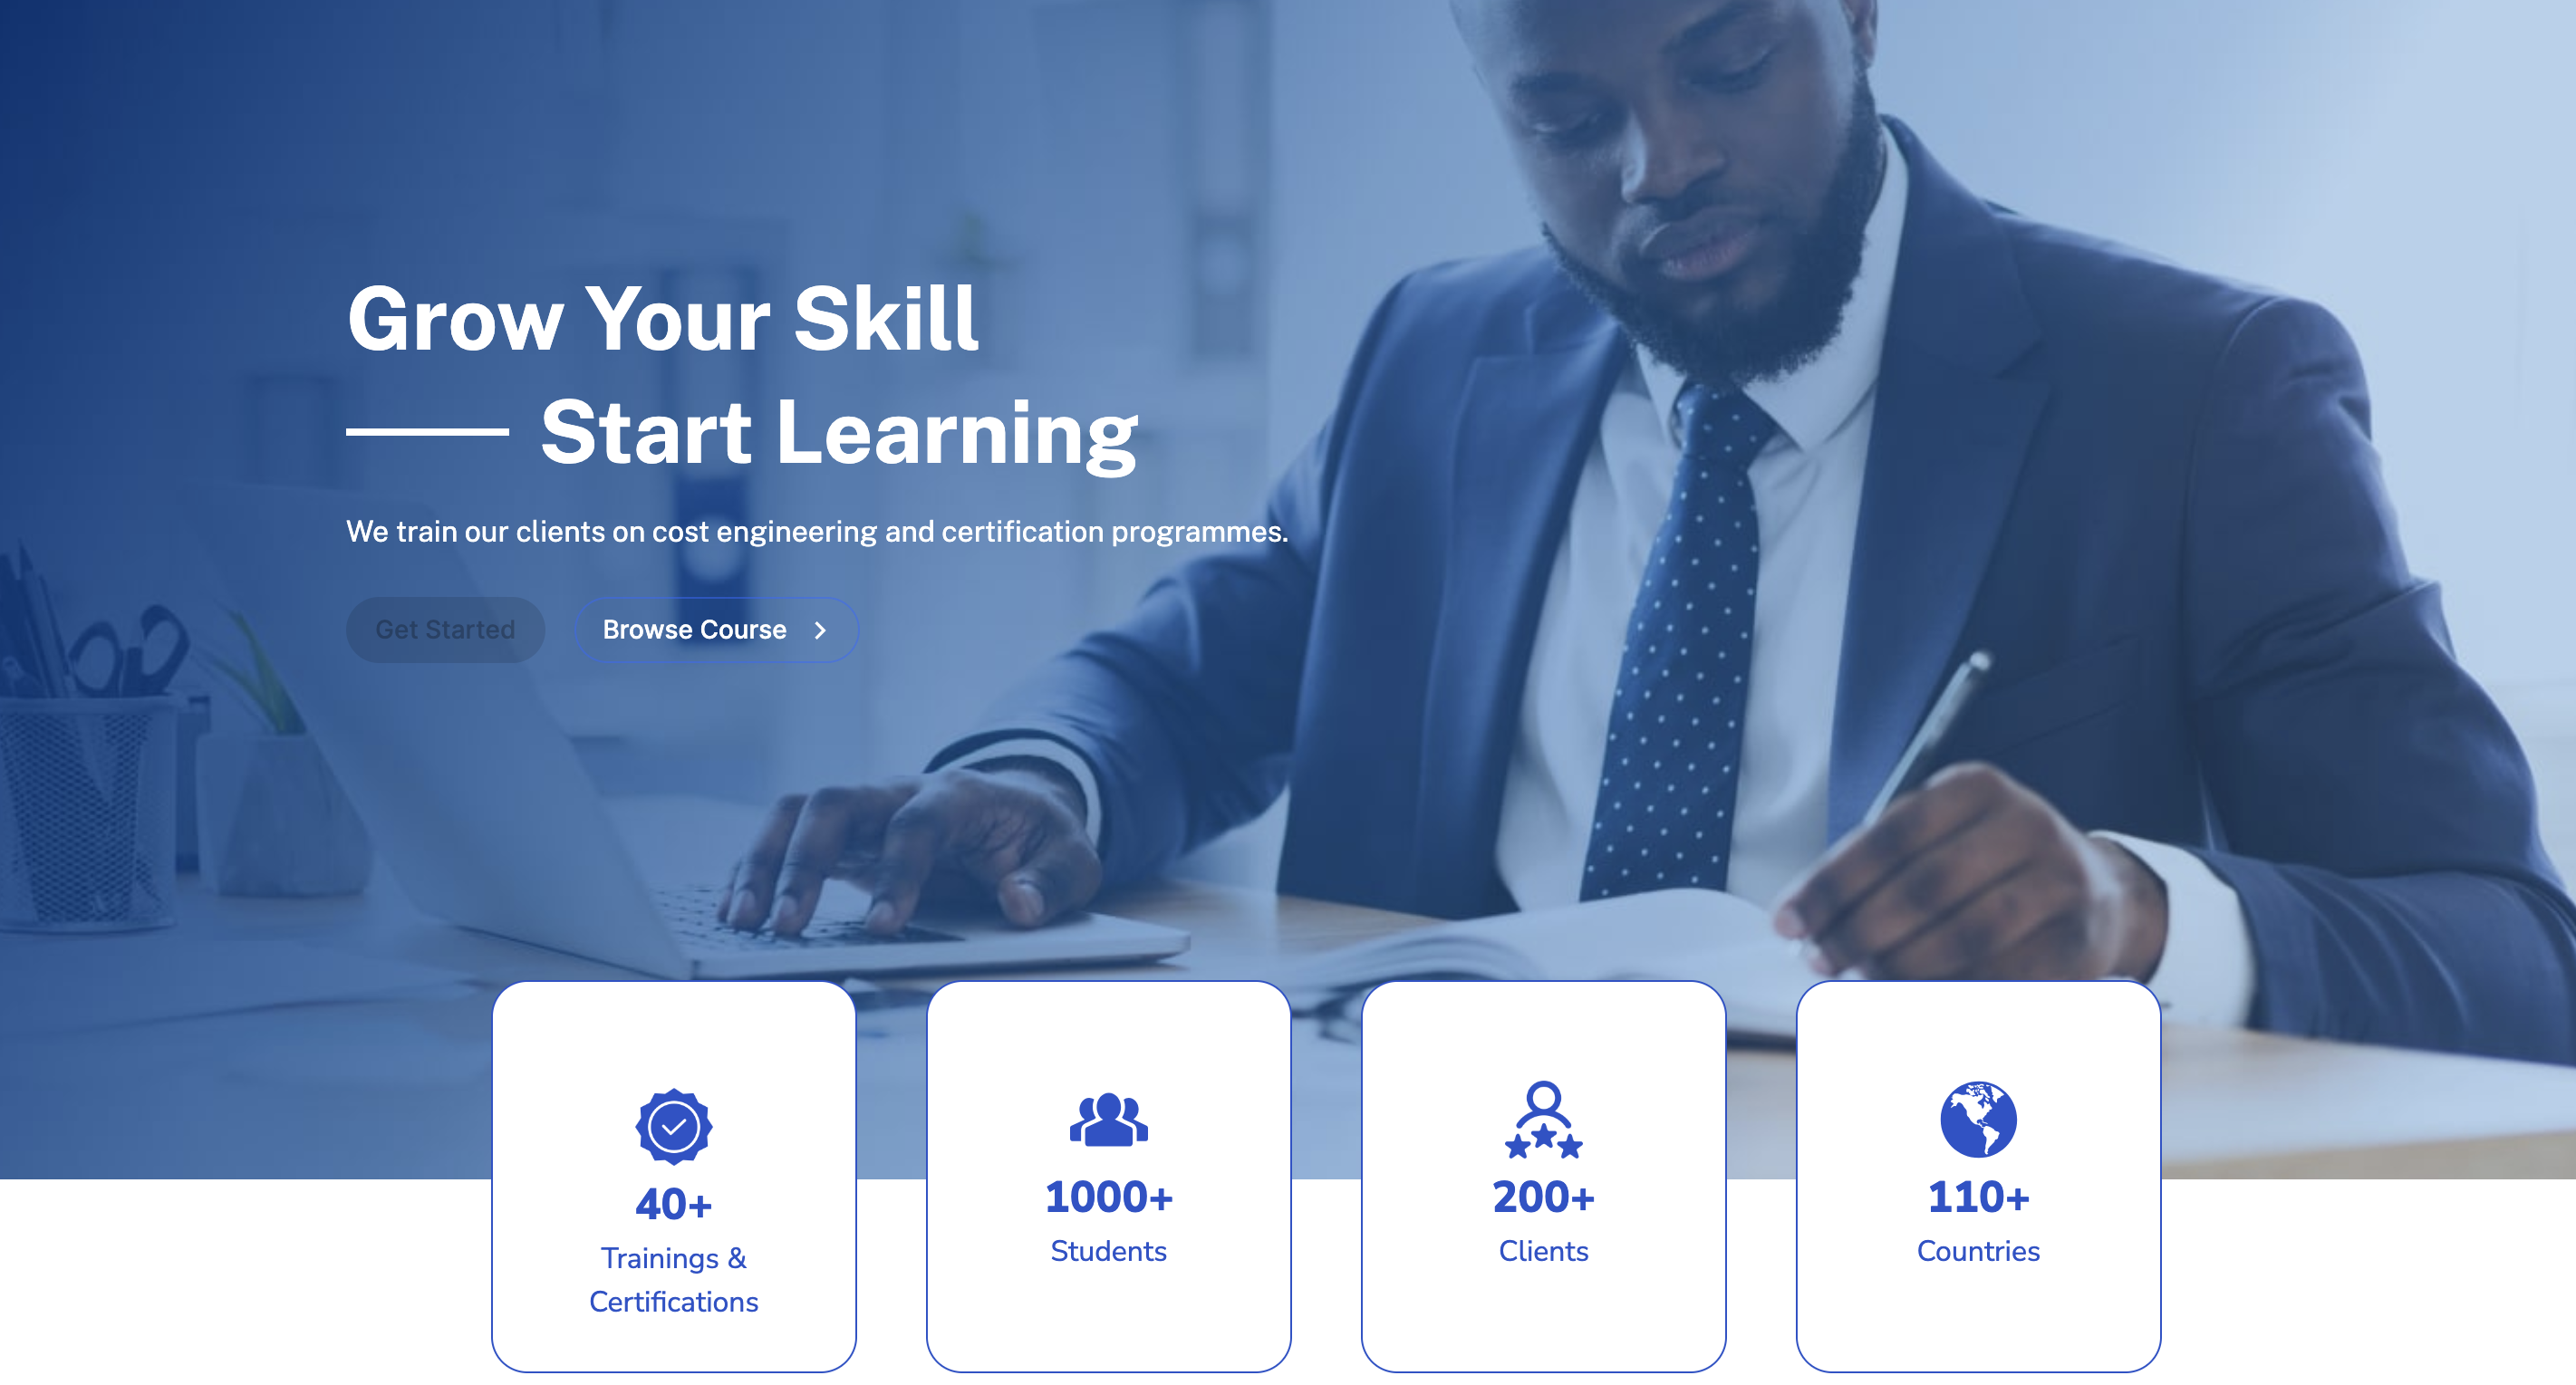 Grow Your Skill
Start Learning
We train our clients on cost engineering and certification programmes.
Get Started
Browse Course
40+
Trainings &
Certifications
1000+
Students
200+
Clients
110+
Countries